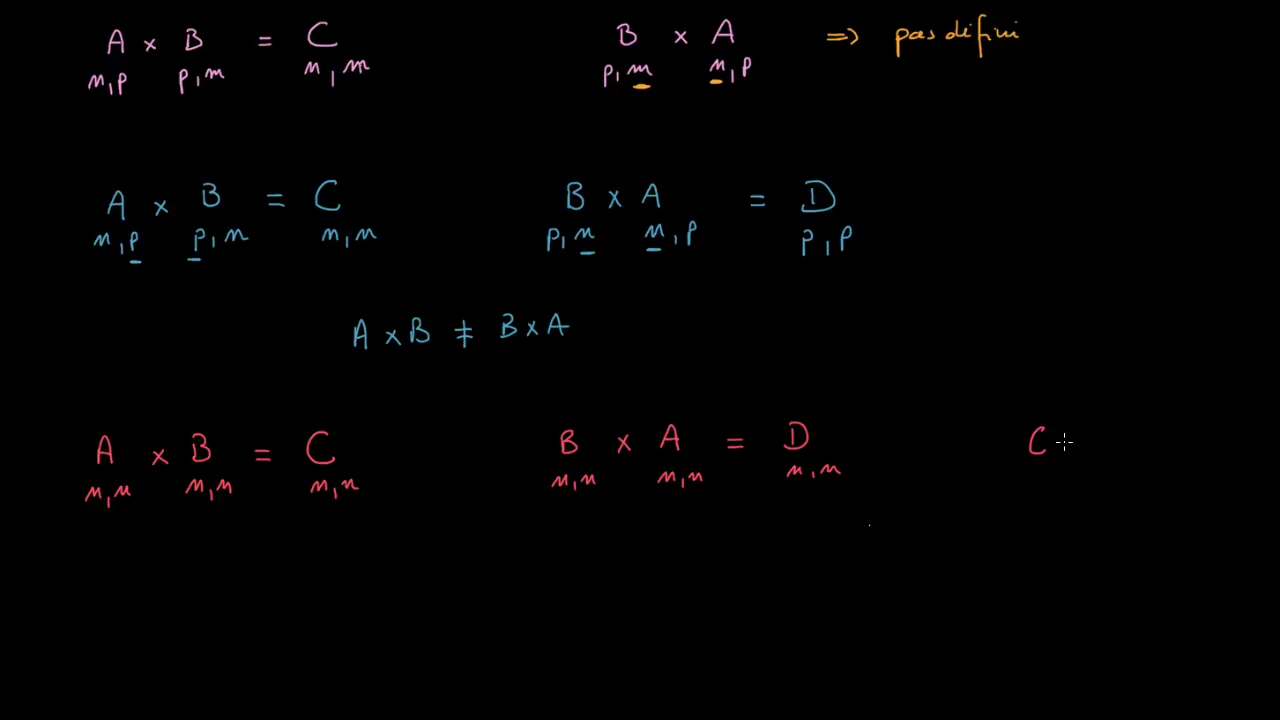 A × B = C B × A => pas défini
n,p p,m n,m p,m n,p
A × B = C B × A = D
n,p p,n n,n p,n n,p p,p
A × B ≠ B × A
A × B = C B × A = D C
n,n n,n n,n n,n n,n n,n